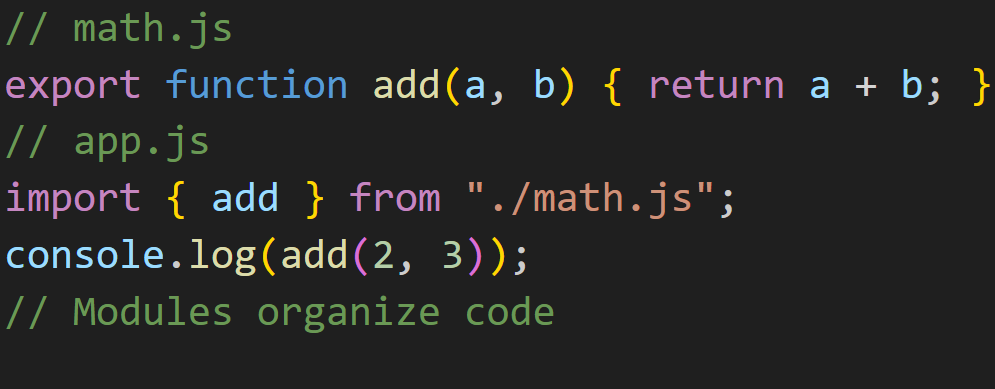 // math.js
export function add(a, b) { return a + b; }
// app.js
import { add } from "./math.js";
console.log(add(2, 3));
// Modules organize code